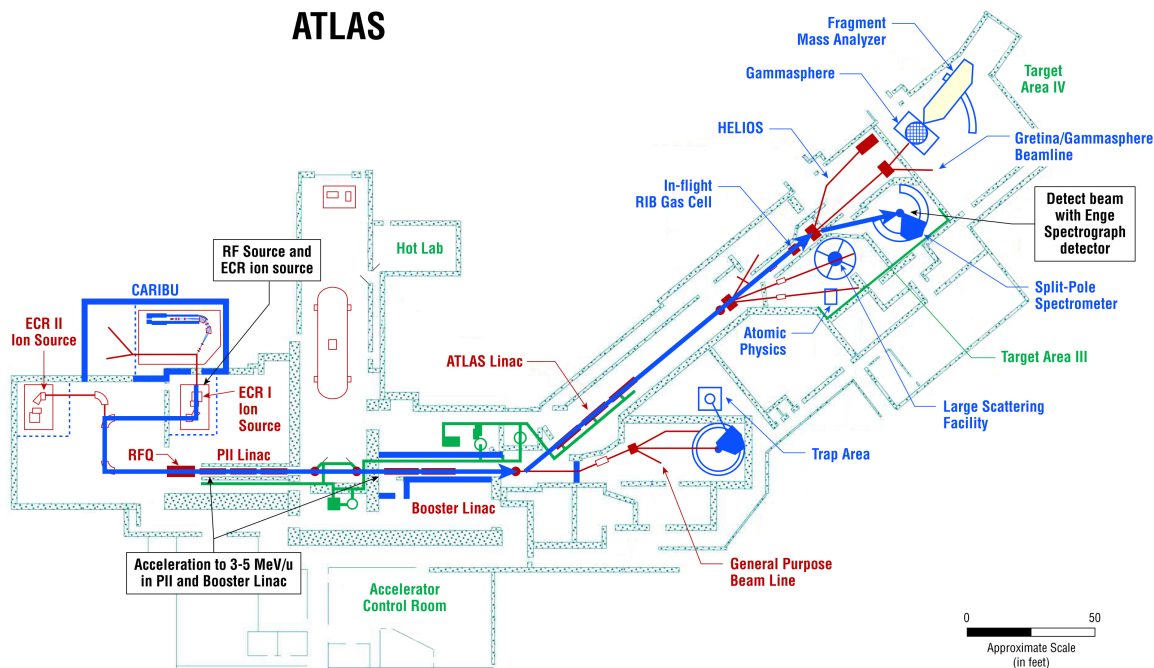 ATLAS
Fragment
Mass Analyzer
Gammasphere
Target
Area IV
HELIOS
Gretina/Gammasphere
Beamline
In-flight
RIB Gas Cell
Detect beam
with Enge
Spectrograph
detector
RF Source and
ECR ion source
Hot Lab
CARIBU
Split-Pole
Spectrometer
ECR II
Ion Source
Atomic
Physics
ATLAS Linac
Target Area III
ECR I
Ion
Source
Large Scattering
Facility
RFQ
PII Linac
Trap Area
Booster Linac
Acceleration to 3-5 MeV/u
in PII and Booster Linac
General Purpose
Beam Line
Accelerator
Control Room
0
50
Approximate Scale
(in feet)